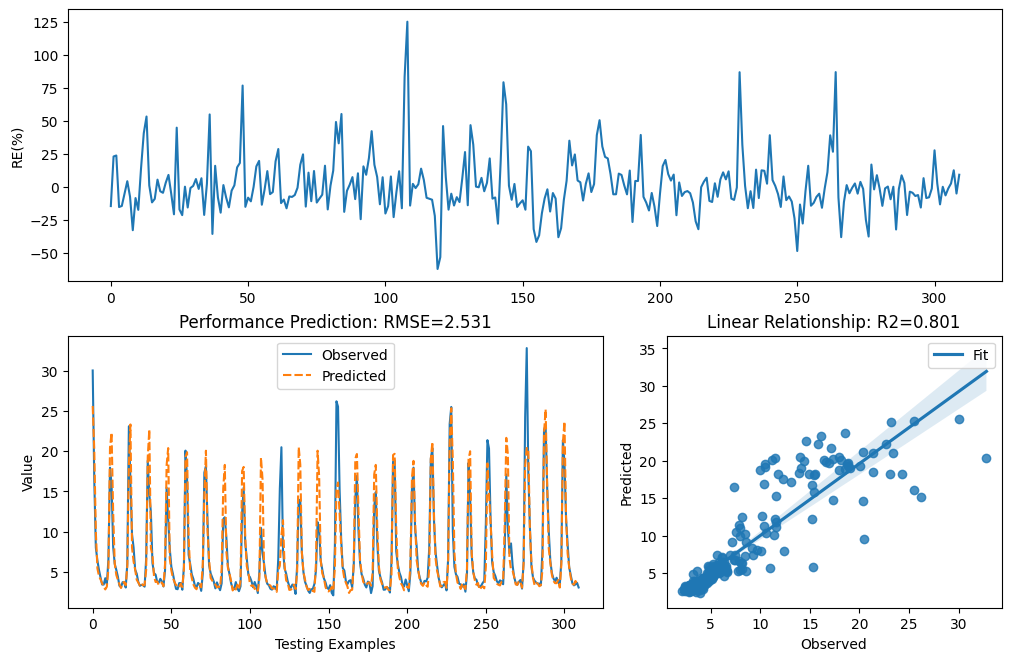 RE(%)
125
100
75
50
25
0
−25
−50
0 50 100 150 200 250 300
Performance Prediction: RMSE=2.531
Observed
Predicted
Value
30
25
20
15
10
5
0 50 100 150 200 250 300
Testing Examples
Linear Relationship: R2=0.801
Fit
Predicted
35
30
25
20
15
10
5
5 10 15 20 25 30
Observed